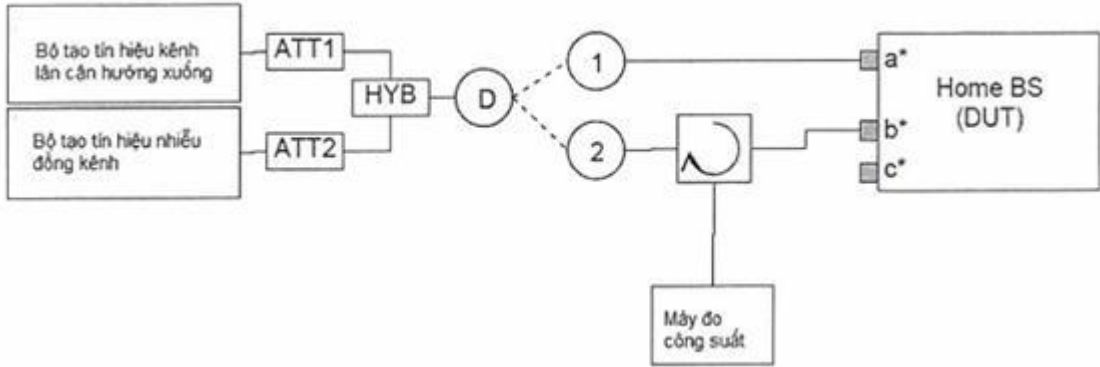 Bộ tạo tín hiệu kênh
lân cận hướng xuống
ATT1
Bộ tạo tín hiệu nhiễu
đồng kênh
ATT2
HYB
D
1
2
a*
b*
c*
Home BS
(DUT)
Máy đo
công suất